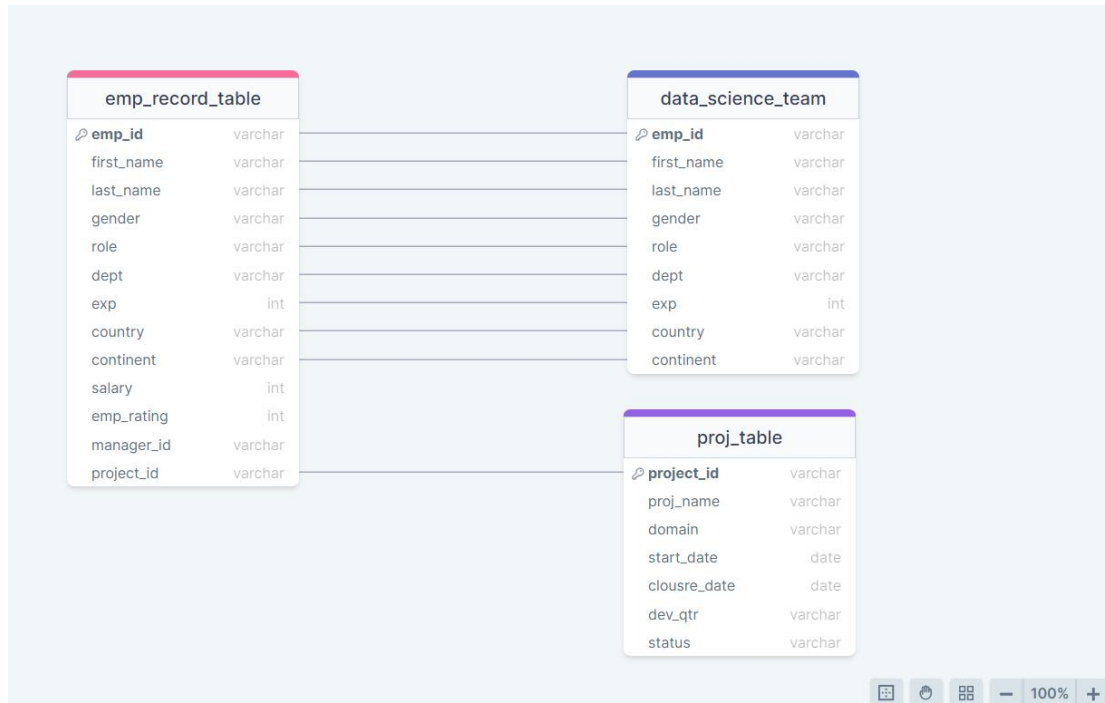 emp_record_table
emp_id varchar
first_name varchar
last_name varchar
gender varchar
role varchar
dept varchar
exp int
country varchar
continent varchar
salary int
emp_rating int
manager_id varchar
project_id varchar
data_science_team
emp_id varchar
first_name varchar
last_name varchar
gender varchar
role varchar
dept varchar
exp int
country varchar
continent varchar
proj_table
project_id varchar
proj_name varchar
domain varchar
start_date date
clousre_date date
dev_qtr varchar
status varchar
100%